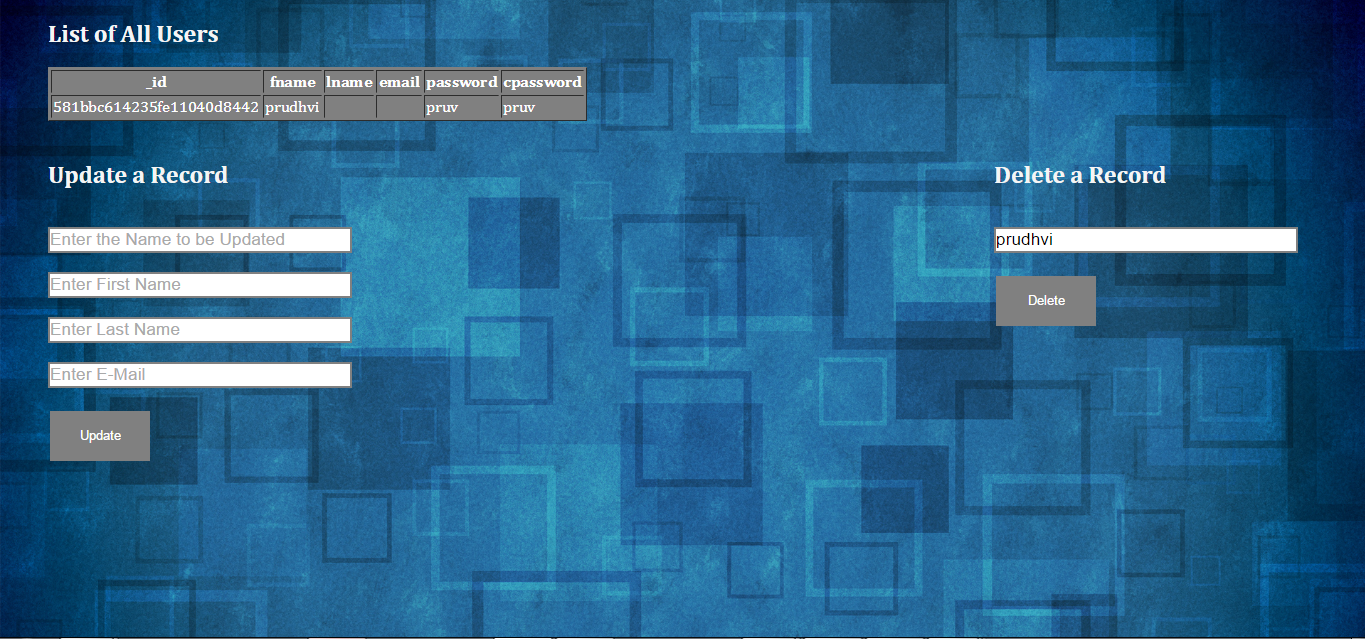 List of All Users
_id fname lname email password cpassword
581bbc614235fe11040d8442 prudhvi pruv pruv
Update a Record
Enter the Name to be Updated
Enter First Name
Enter Last Name
Enter E-Mail
Update
Delete a Record
prudhvi
Delete